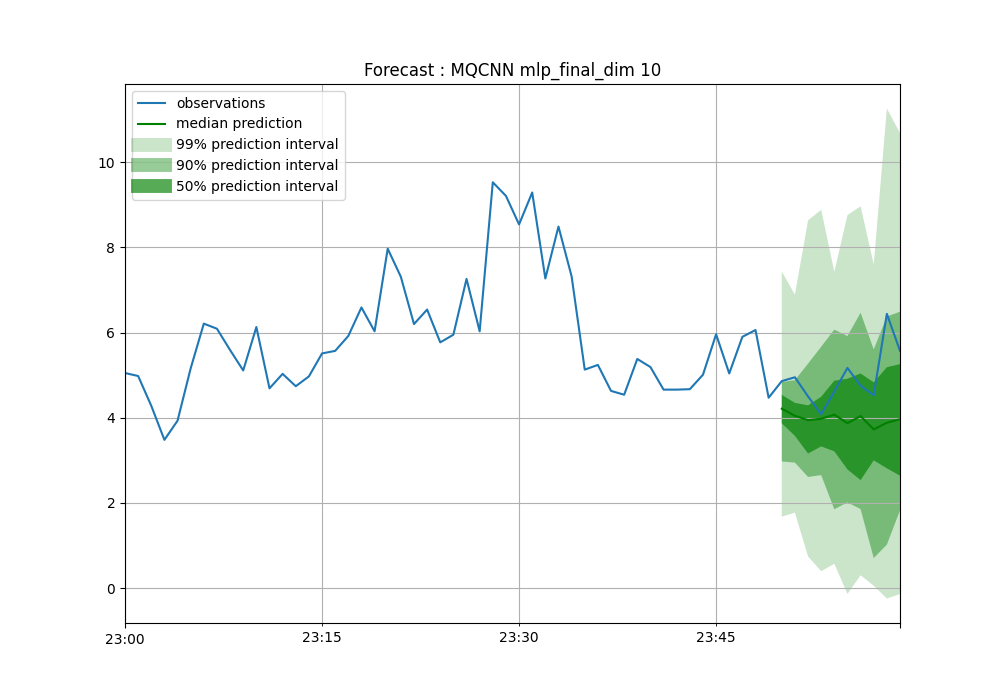 Forecast : MQCNN mlp_final_dim 10
observations
median prediction
99% prediction interval
90% prediction interval
50% prediction interval
10
8
6
4
2
0
23:00 23:15 23:30 23:45